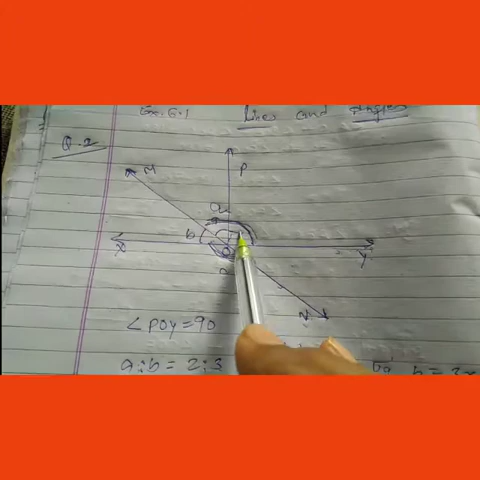 Ex. 6.1 Lines and Angles
Q.2
M P
a
b
X O Y
N
∠POY = 90
a:b = 2:3